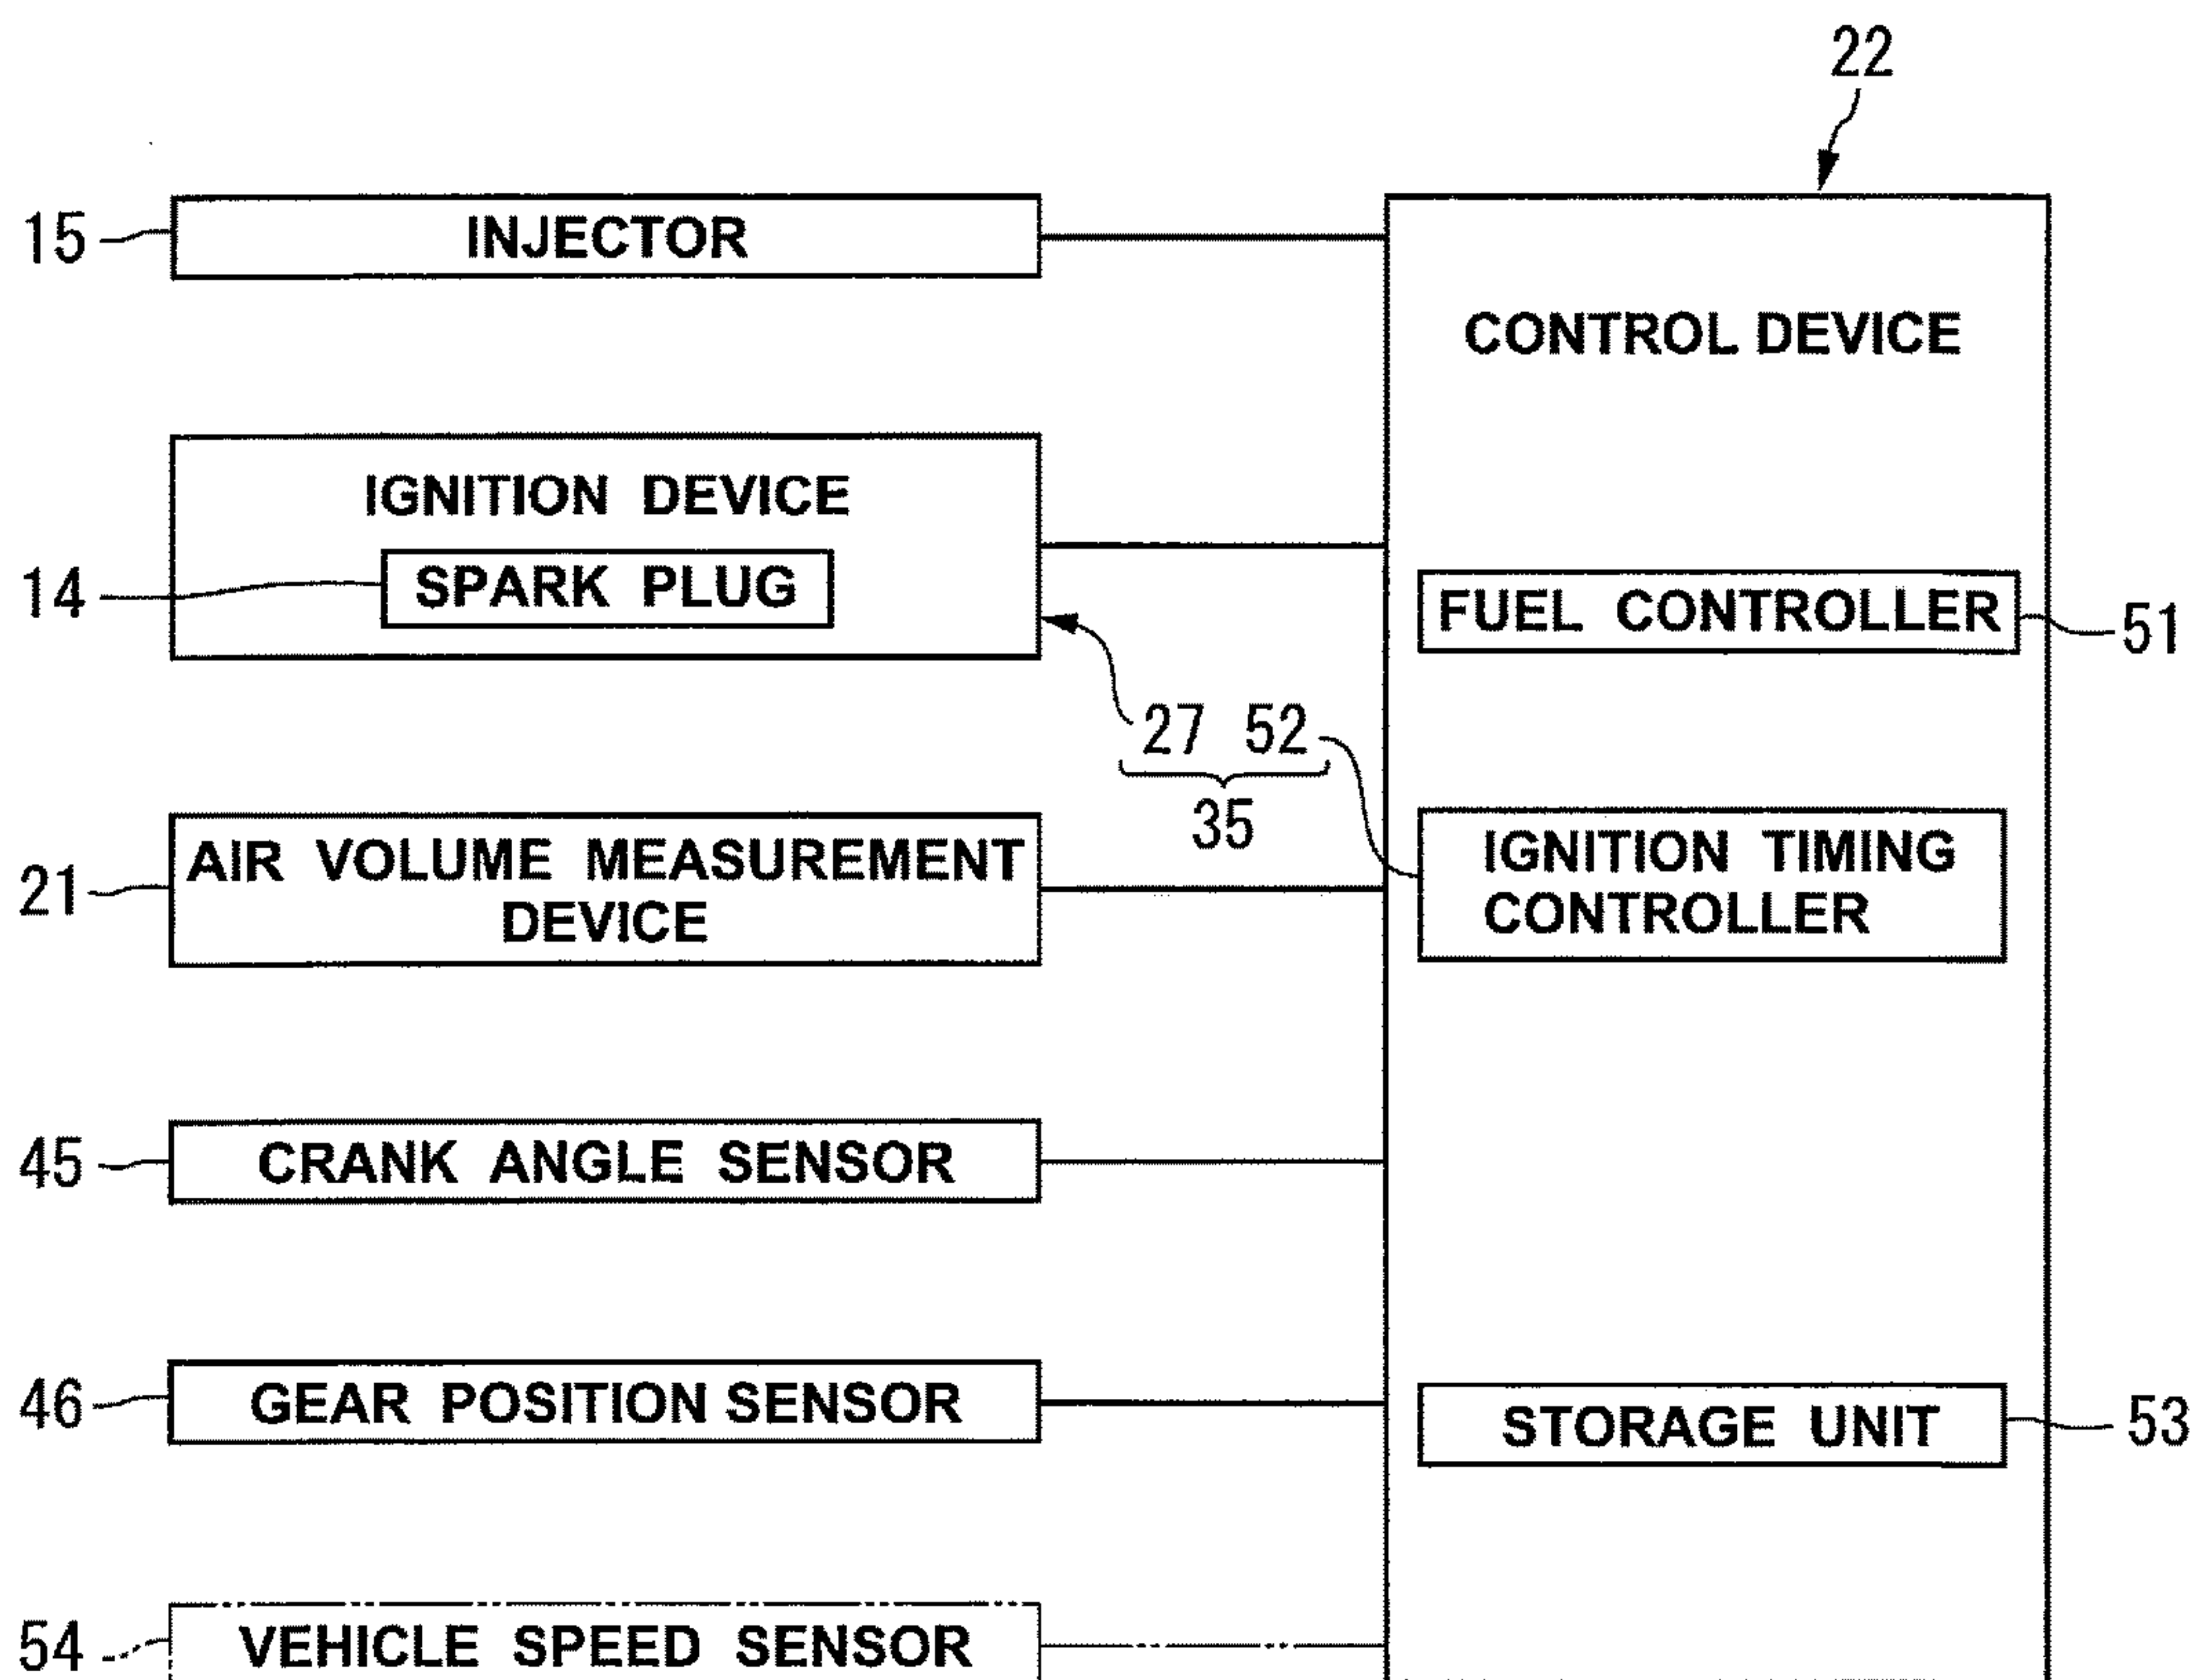 22
15
INJECTOR
CONTROL DEVICE
IGNITION DEVICE
14
SPARK PLUG
FUEL CONTROLLER
51
27 52
35
21
AIR VOLUME MEASUREMENT
DEVICE
IGNITION TIMING
CONTROLLER
45
CRANK ANGLE SENSOR
46
GEAR POSITION SENSOR
STORAGE UNIT
53
54
VEHICLE SPEED SENSOR